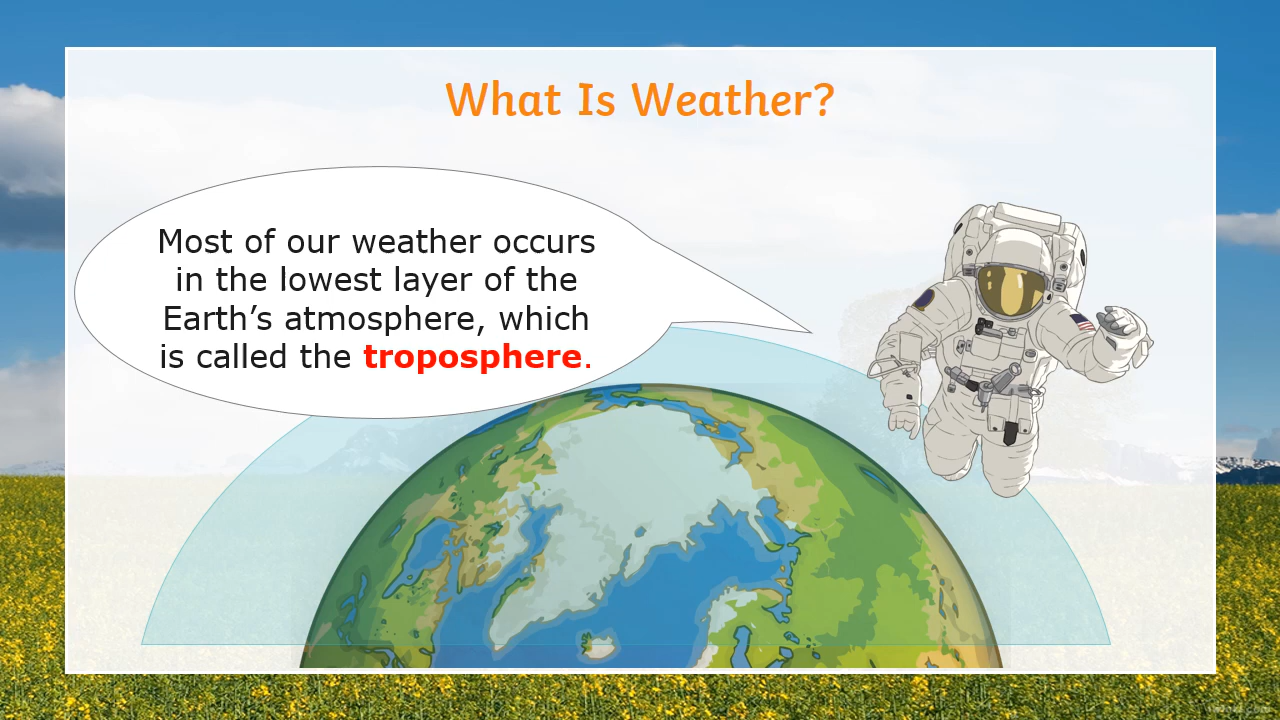 What Is Weather?
Most of our weather occurs
in the lowest layer of the
Earth’s atmosphere, which
is called the troposphere.